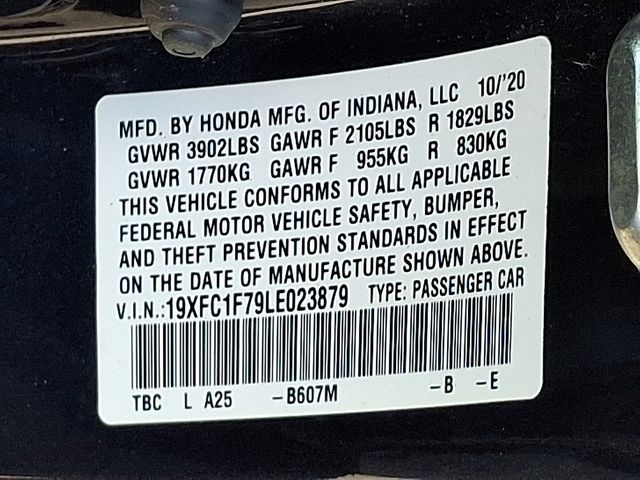 MFD. BY HONDA MFG. OF INDIANA, LLC 10/'20
GVWR 3902LBS GAWR F 2105LBS R 1829LBS
GVWR 1770KG GAWR F 955KG R 830KG
THIS VEHICLE CONFORMS TO ALL APPLICABLE
FEDERAL MOTOR VEHICLE SAFETY, BUMPER,
AND THEFT PREVENTION STANDARDS IN EFFECT
ON THE DATE OF MANUFACTURE SHOWN ABOVE.
V.I.N.:19XFC1F79LE023879 TYPE: PASSENGER CAR
TBC L A25 -B607M -B -E